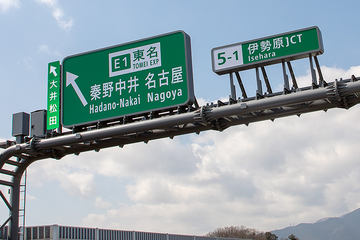 大井松田
E1 東名
TOMEI EXP
秦野中井 名古屋
Hadano-Nakai Nagoya
5-1 伊勢原JCT
Isehara